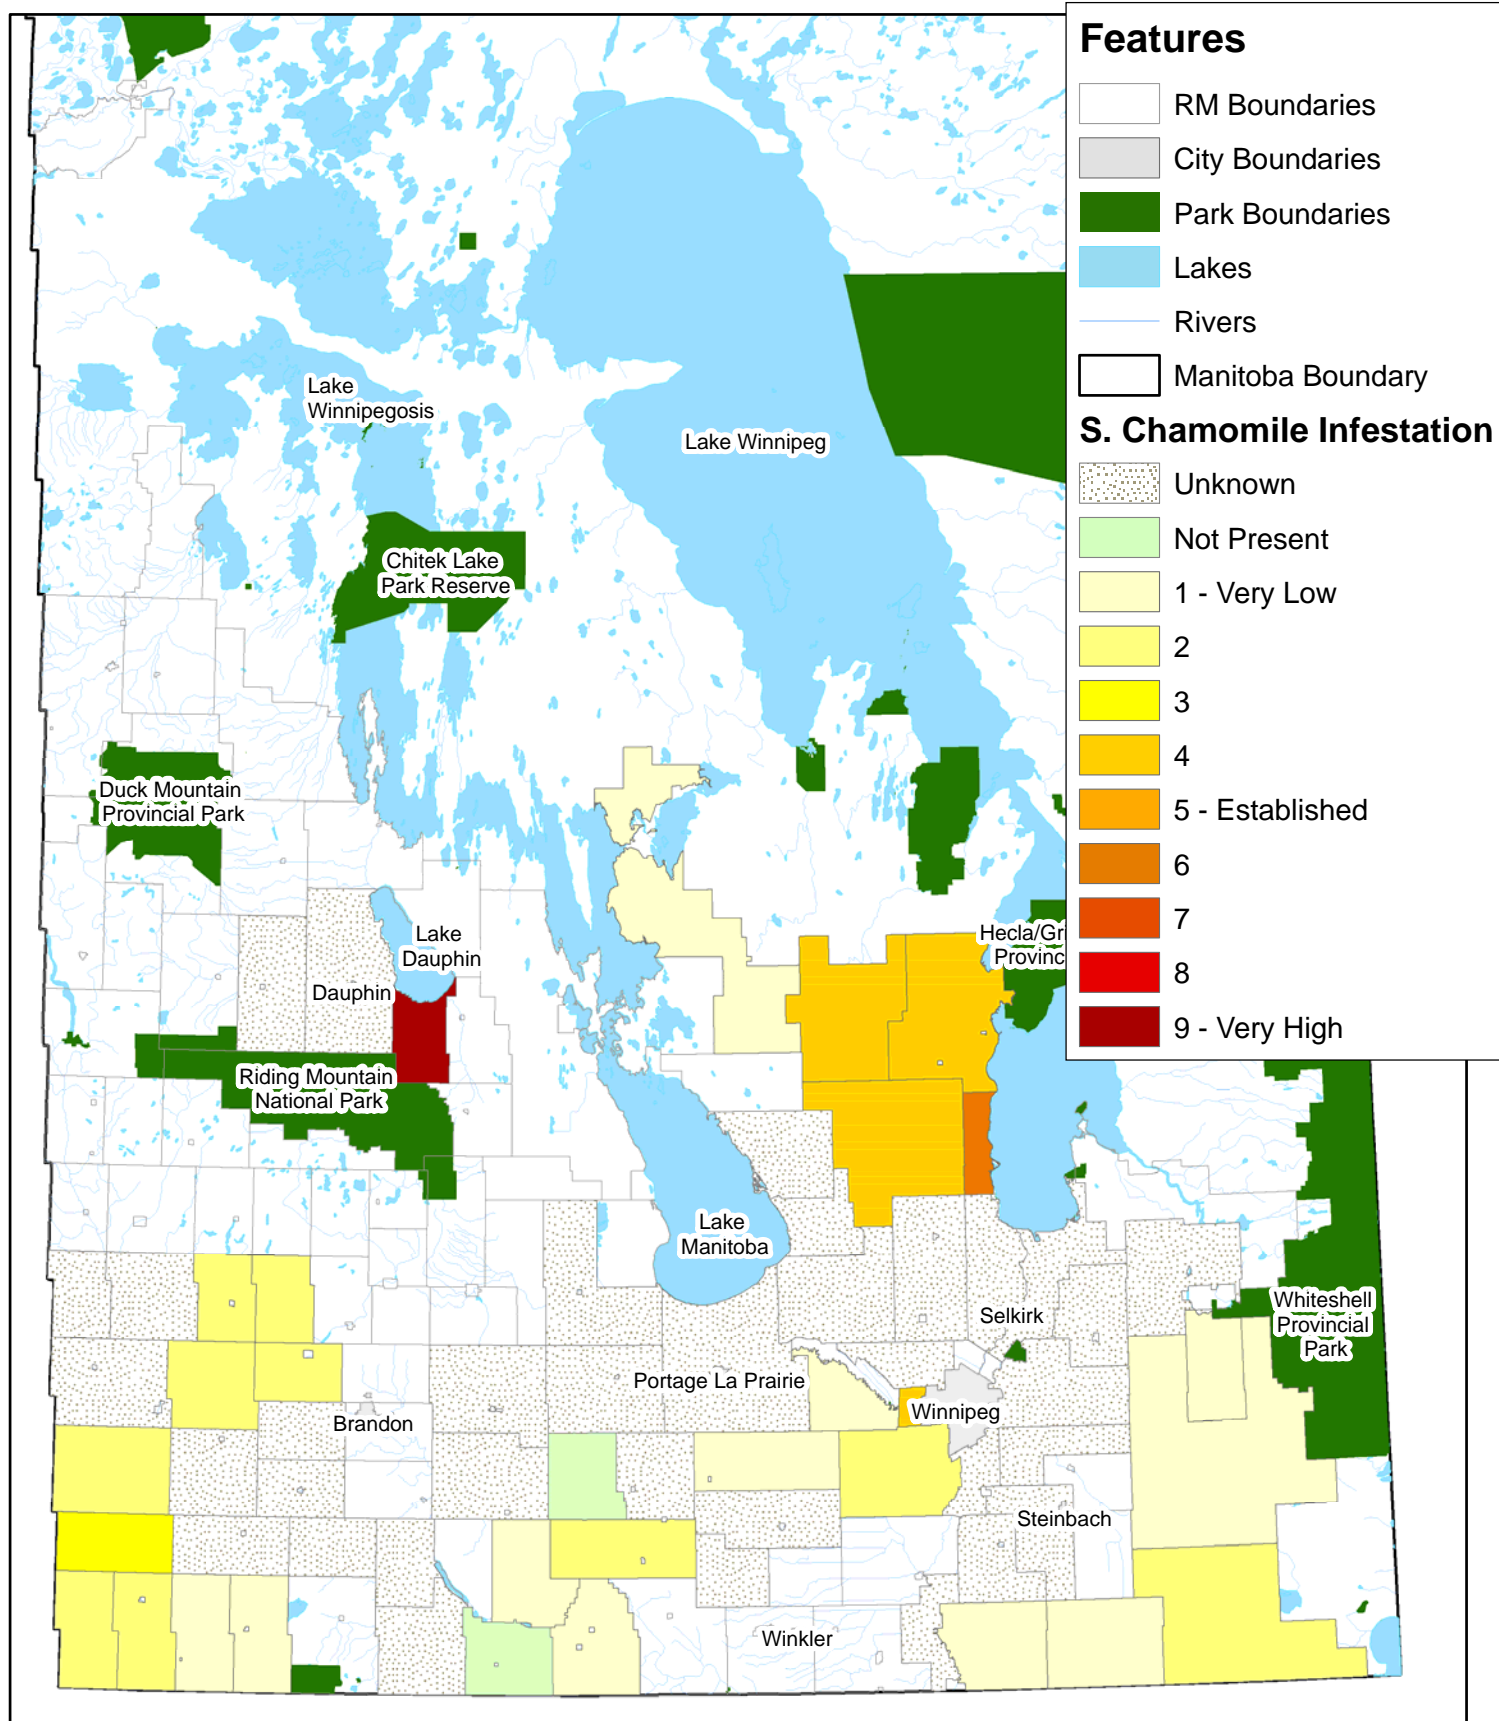 Features
RM Boundaries
City Boundaries
Park Boundaries
Lakes
Rivers
Manitoba Boundary
S. Chamomile Infestation
Unknown
Not Present
1 - Very Low
2
3
4
5 - Established
6
7
8
9 - Very High
Lake
Winnipegosis
Lake Winnipeg
Chitek Lake
Park Reserve
Duck Mountain
Provincial Park
Lake
Dauphin
Dauphin
Hecla/Gri
Provinc
Riding Mountain
National Park
Lake
Manitoba
Selkirk
Whiteshell
Provincial
Park
Portage La Prairie
Winnipeg
Brandon
Steinbach
Winkler